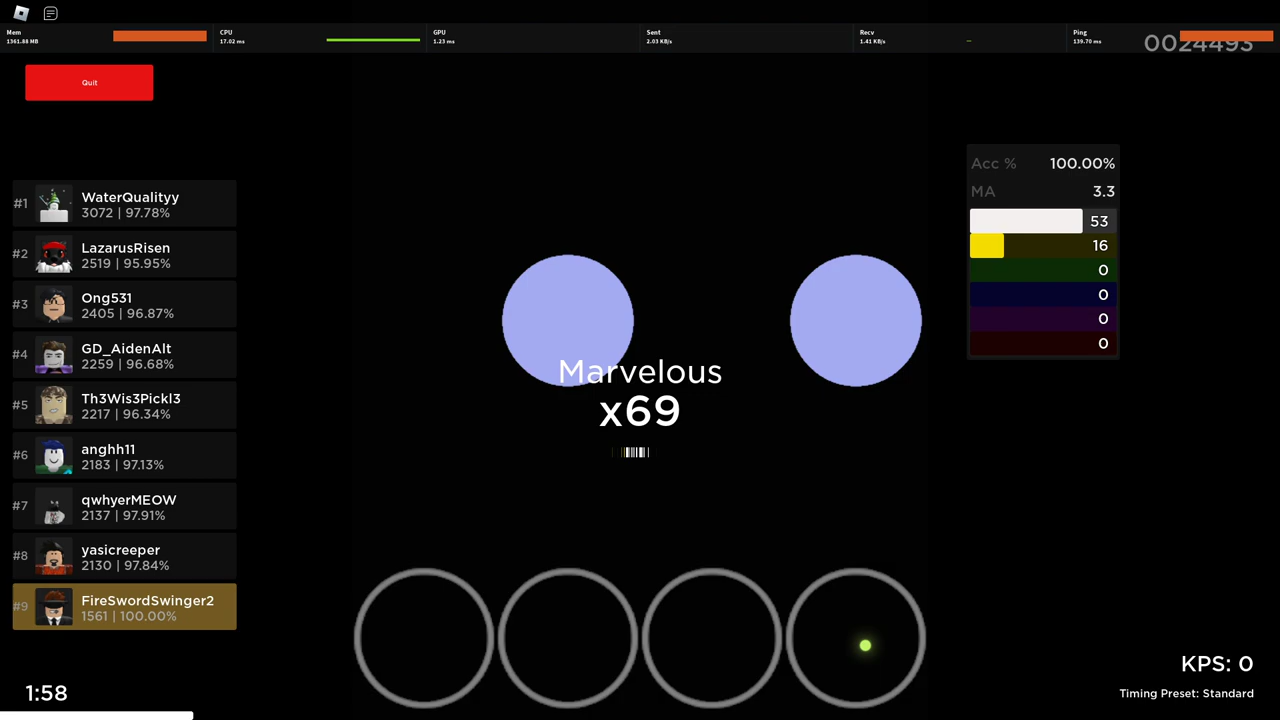 Mem
1361.88 MB
CPU
17.02 ms
GPU
1.23 ms
Sent
2.03 KB/s
Recv
1.41 KB/s
Ping
139.70 ms
0024493
Quit
#1
WaterQualityy
3072 | 97.78%
#2
LazarusRisen
2519 | 95.95%
#3
Ong531
2405 | 96.87%
#4
GD_AidenAlt
2259 | 96.68%
#5
Th3Wis3Pickl3
2217 | 96.34%
#6
anghh11
2183 | 97.13%
#7
qwhyerMEOW
2137 | 97.91%
#8
yasicreeper
2130 | 97.84%
#9
FireSwordSwinger2
1561 | 100.00%
1:58
Marvelous
x69
Acc % 100.00%
MA 3.3
53
16
0
0
0
0
KPS: 0
Timing Preset: Standard